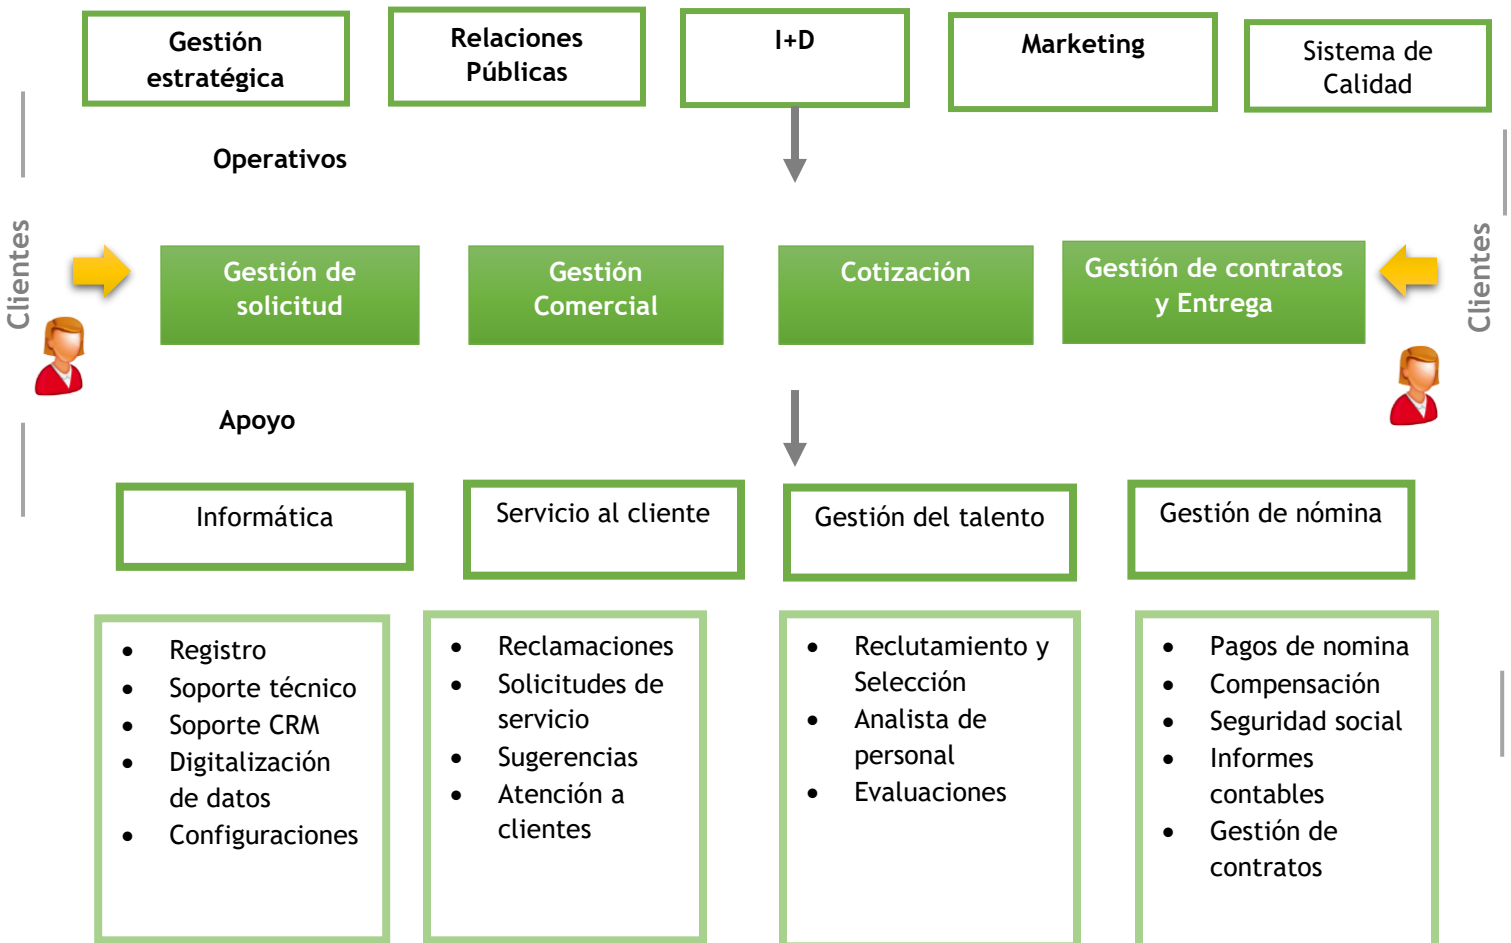 Gestión
estratégica
Relaciones
Públicas
I+D
Marketing
Sistema de
Calidad
Operativos
Clientes
Gestión de
solicitud
Gestión
Comercial
Cotización
Gestión de contratos
y Entrega
Clientes
Apoyo
Informática
Servicio al cliente
Gestión del talento
Gestión de nómina
• Registro
• Soporte técnico
• Soporte CRM
• Digitalización
de datos
• Configuraciones
• Reclamaciones
• Solicitudes de
servicio
• Sugerencias
• Atención a
clientes
• Reclutamiento y
Selección
• Analista de
personal
• Evaluaciones
• Pagos de nomina
• Compensación
• Seguridad social
• Informes
contables
• Gestión de
contratos